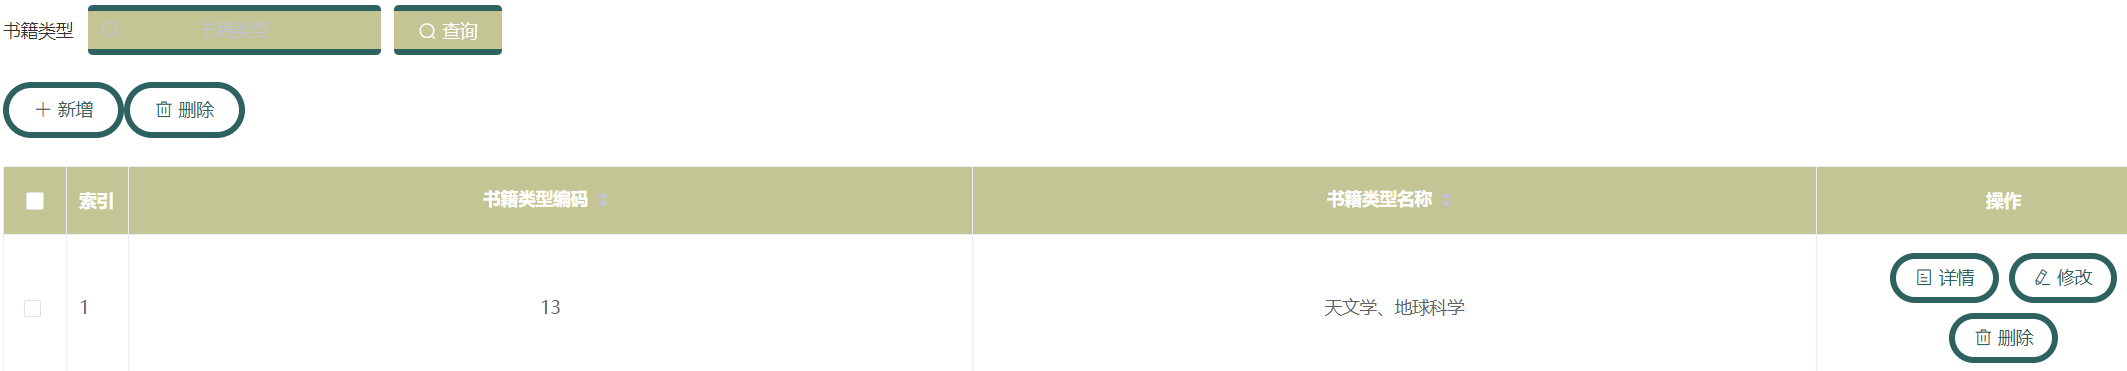 书籍类型 书籍类型 查询
新增 删除
索引 书籍类型编码 书籍类型名称 操作
1 13 天文学、地球科学 详情 修改
删除